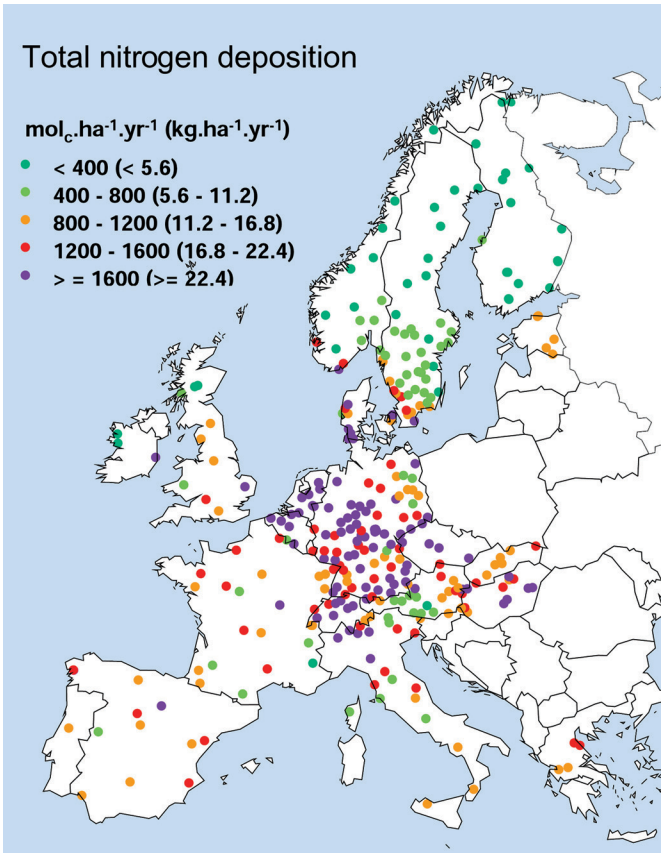 Total nitrogen deposition
mol_c.ha⁻¹.yr⁻¹ (kg.ha⁻¹.yr⁻¹)
< 400 (< 5.6)
400 - 800 (5.6 - 11.2)
800 - 1200 (11.2 - 16.8)
1200 - 1600 (16.8 - 22.4)
> = 1600 (>= 22.4)